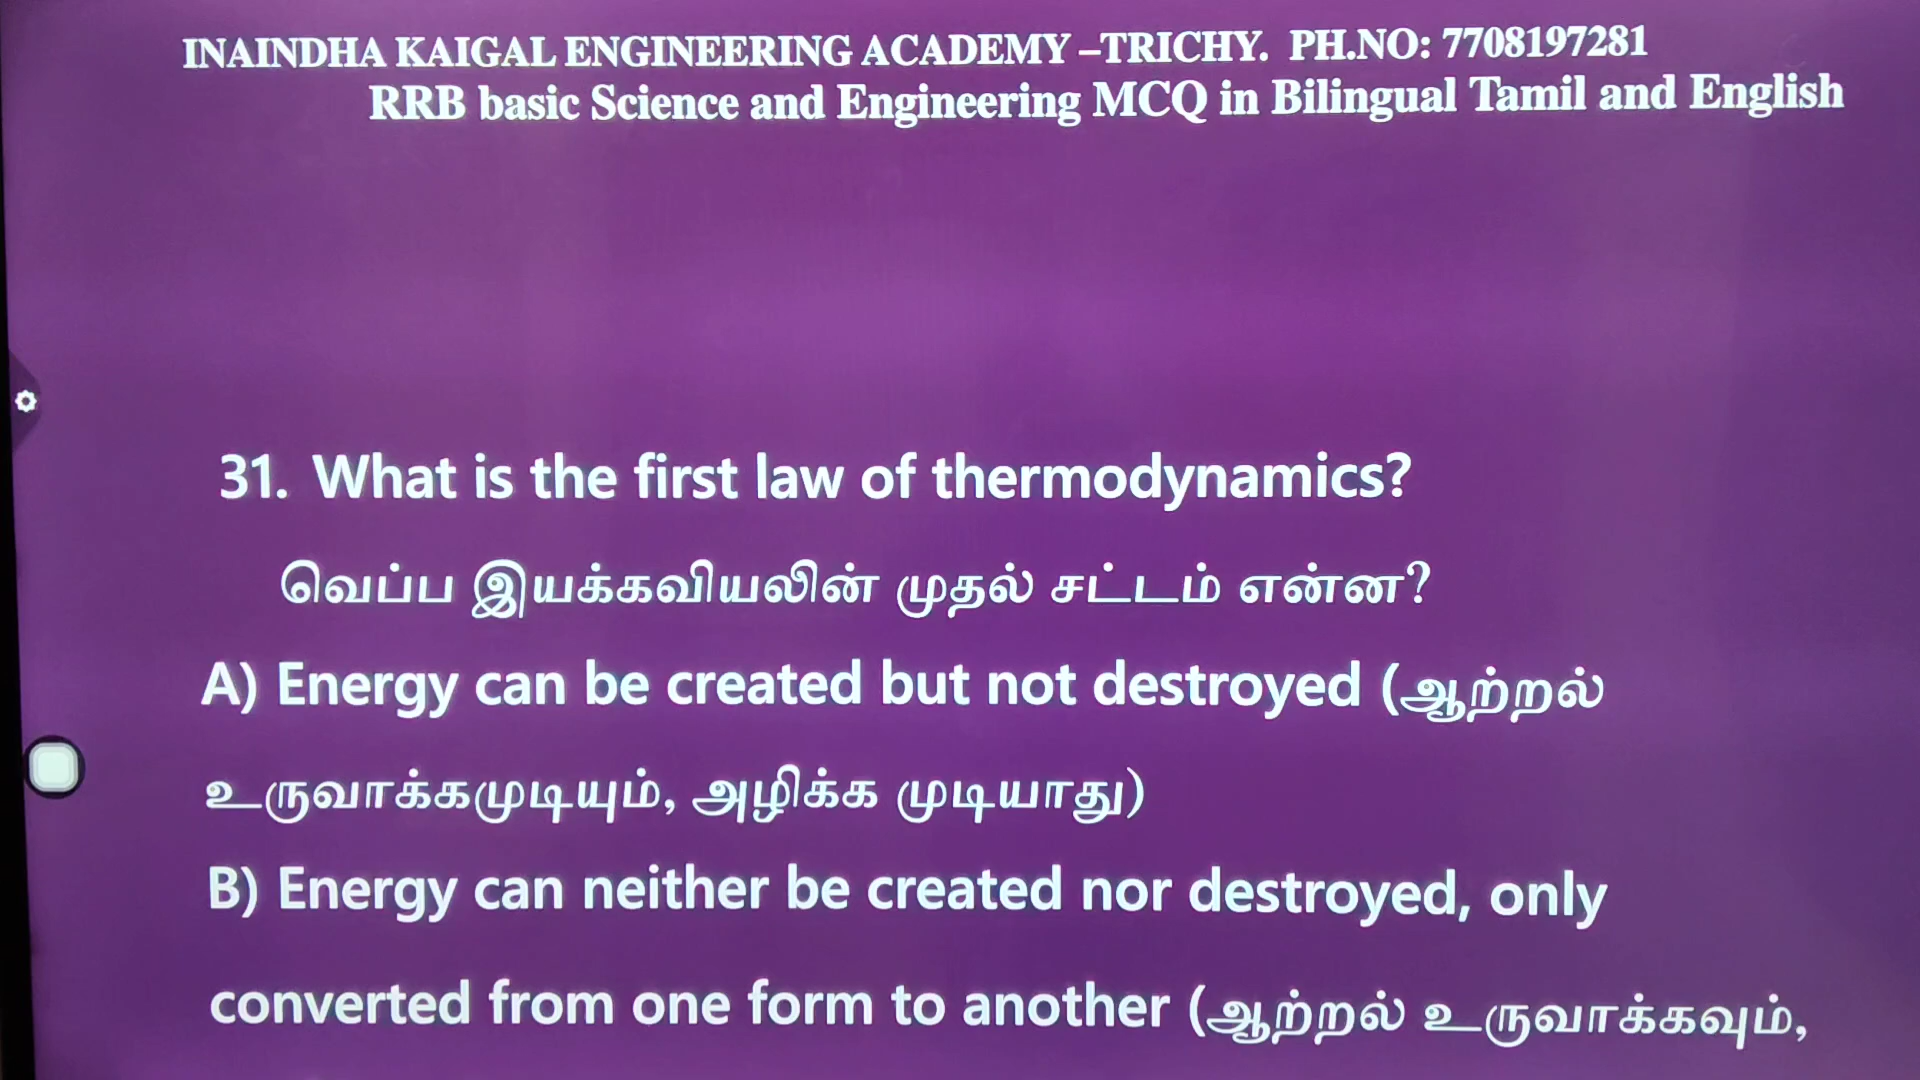 INAINDHA KAIGAL ENGINEERING ACADEMY –TRICHY. PH.NO: 7708197281
RRB basic Science and Engineering MCQ in Bilingual Tamil and English
31. What is the first law of thermodynamics?
வெப்ப இயக்கவியலின் முதல் சட்டம் என்ன?
A) Energy can be created but not destroyed (ஆற்றல்
உருவாக்கமுடியும், அழிக்க முடியாது)
B) Energy can neither be created nor destroyed, only
converted from one form to another (ஆற்றல் உருவாக்கவும்,